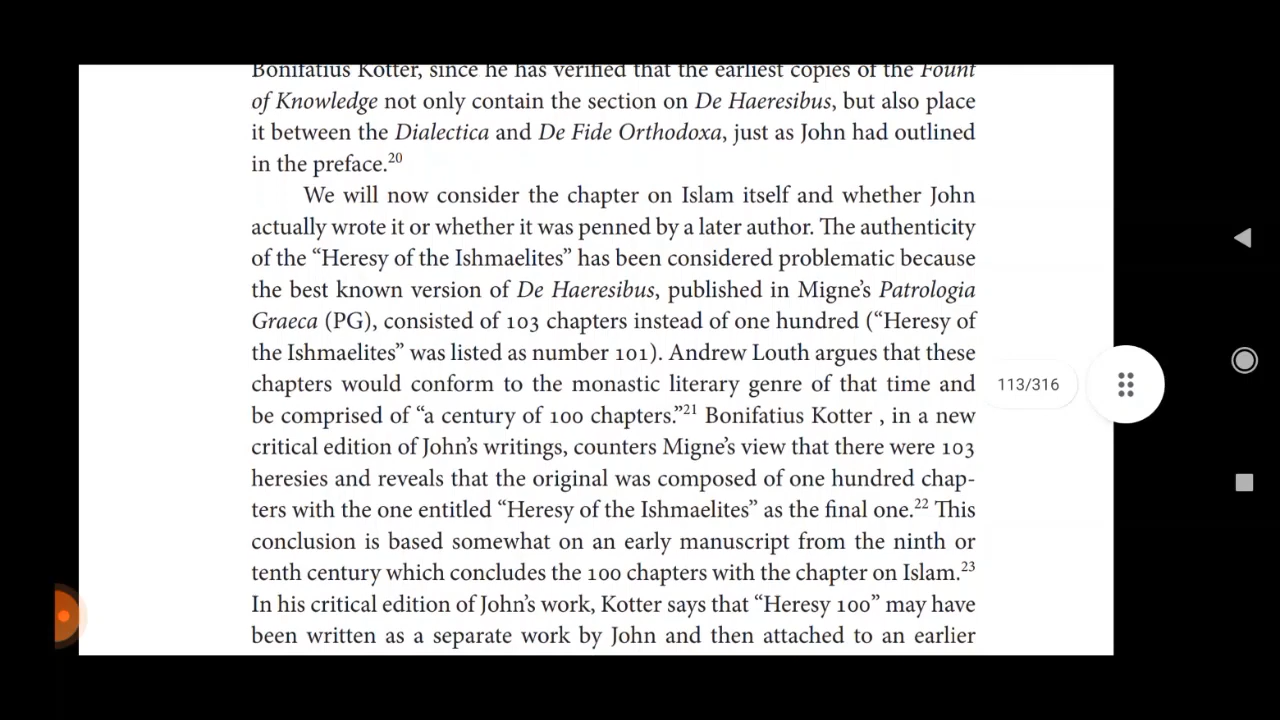 Bonifatius Kotter, since he has verified that the earliest copies of the Fount
of Knowledge not only contain the section on De Haeresibus, but also place
it between the Dialectica and De Fide Orthodoxa, just as John had outlined
in the preface.20
We will now consider the chapter on Islam itself and whether John
actually wrote it or whether it was penned by a later author. The authenticity
of the “Heresy of the Ishmaelites” has been considered problematic because
the best known version of De Haeresibus, published in Migne’s Patrologia
Graeca (PG), consisted of 103 chapters instead of one hundred (“Heresy of
the Ishmaelites” was listed as number 101). Andrew Louth argues that these
chapters would conform to the monastic literary genre of that time and
be comprised of “a century of 100 chapters.”21 Bonifatius Kotter , in a new
critical edition of John’s writings, counters Migne’s view that there were 103
heresies and reveals that the original was composed of one hundred chap-
ters with the one entitled “Heresy of the Ishmaelites” as the final one.22 This
conclusion is based somewhat on an early manuscript from the ninth or
tenth century which concludes the 100 chapters with the chapter on Islam.23
In his critical edition of John’s work, Kotter says that “Heresy 100” may have
been written as a separate work by John and then attached to an earlier
113/316